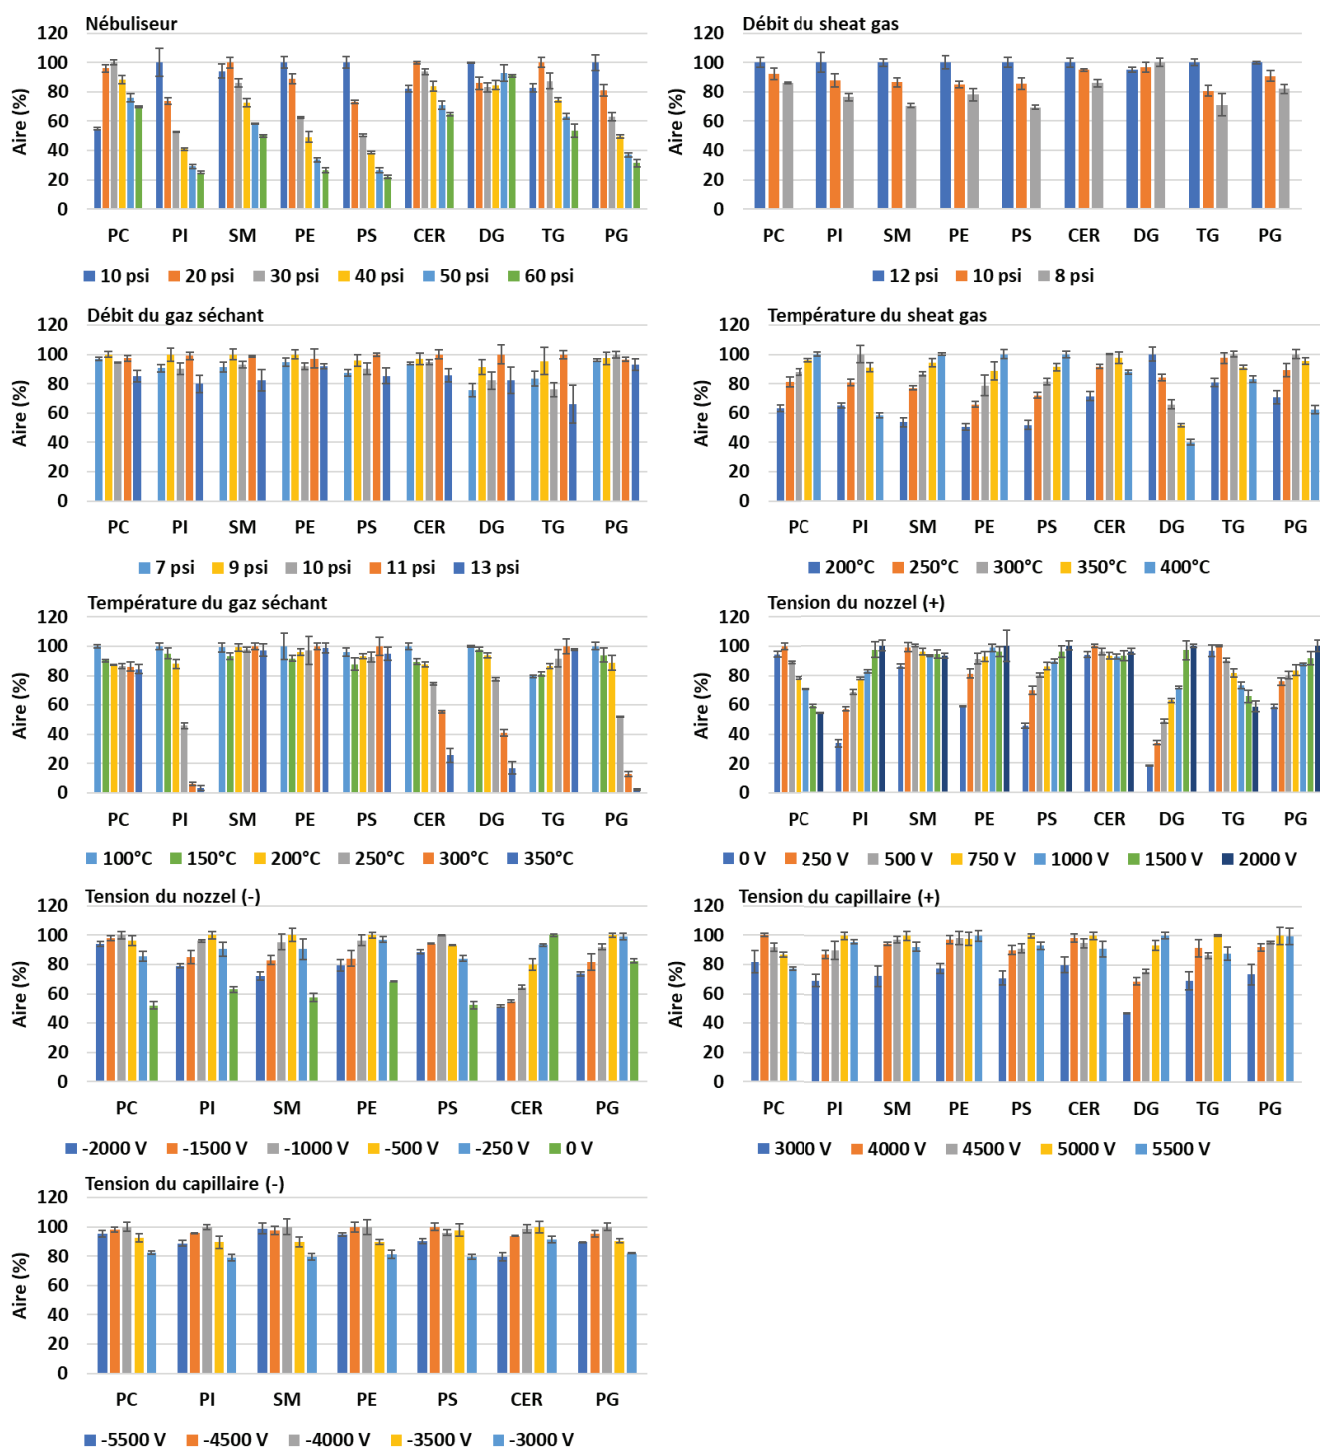 Nébuliseur
Aire (%)
120
100
80
60
40
20
0
PC PI SM PE PS CER DG TG PG
10 psi 20 psi 30 psi 40 psi 50 psi 60 psi
Débit du sheat gas
Aire (%)
120
100
80
60
40
20
0
PC PI SM PE PS CER DG TG PG
12 psi 10 psi 8 psi
Débit du gaz séchant
Aire (%)
120
100
80
60
40
20
0
PC PI SM PE PS CER DG TG PG
7 psi 9 psi 10 psi 11 psi 13 psi
Température du sheat gas
Aire (%)
120
100
80
60
40
20
0
PC PI SM PE PS CER DG TG PG
200°C 250°C 300°C 350°C 400°C
Température du gaz séchant
Aire (%)
120
100
80
60
40
20
0
PC PI SM PE PS CER DG TG PG
100°C 150°C 200°C 250°C 300°C 350°C
Tension du nozzel (+)
Aire (%)
120
100
80
60
40
20
0
PC PI SM PE PS CER DG TG PG
0 V 250 V 500 V 750 V 1000 V 1500 V 2000 V
Tension du nozzel (-)
Aire (%)
120
100
80
60
40
20
0
PC PI SM PE PS CER PG
-2000 V -1500 V -1000 V -500 V -250 V 0 V
Tension du capillaire (+)
Aire (%)
120
100
80
60
40
20
0
PC PI SM PE PS CER DG TG PG
3000 V 4000 V 4500 V 5000 V 5500 V
Tension du capillaire (-)
Aire (%)
120
100
80
60
40
20
0
PC PI SM PE PS CER PG
-5500 V -4500 V -4000 V -3500 V -3000 V